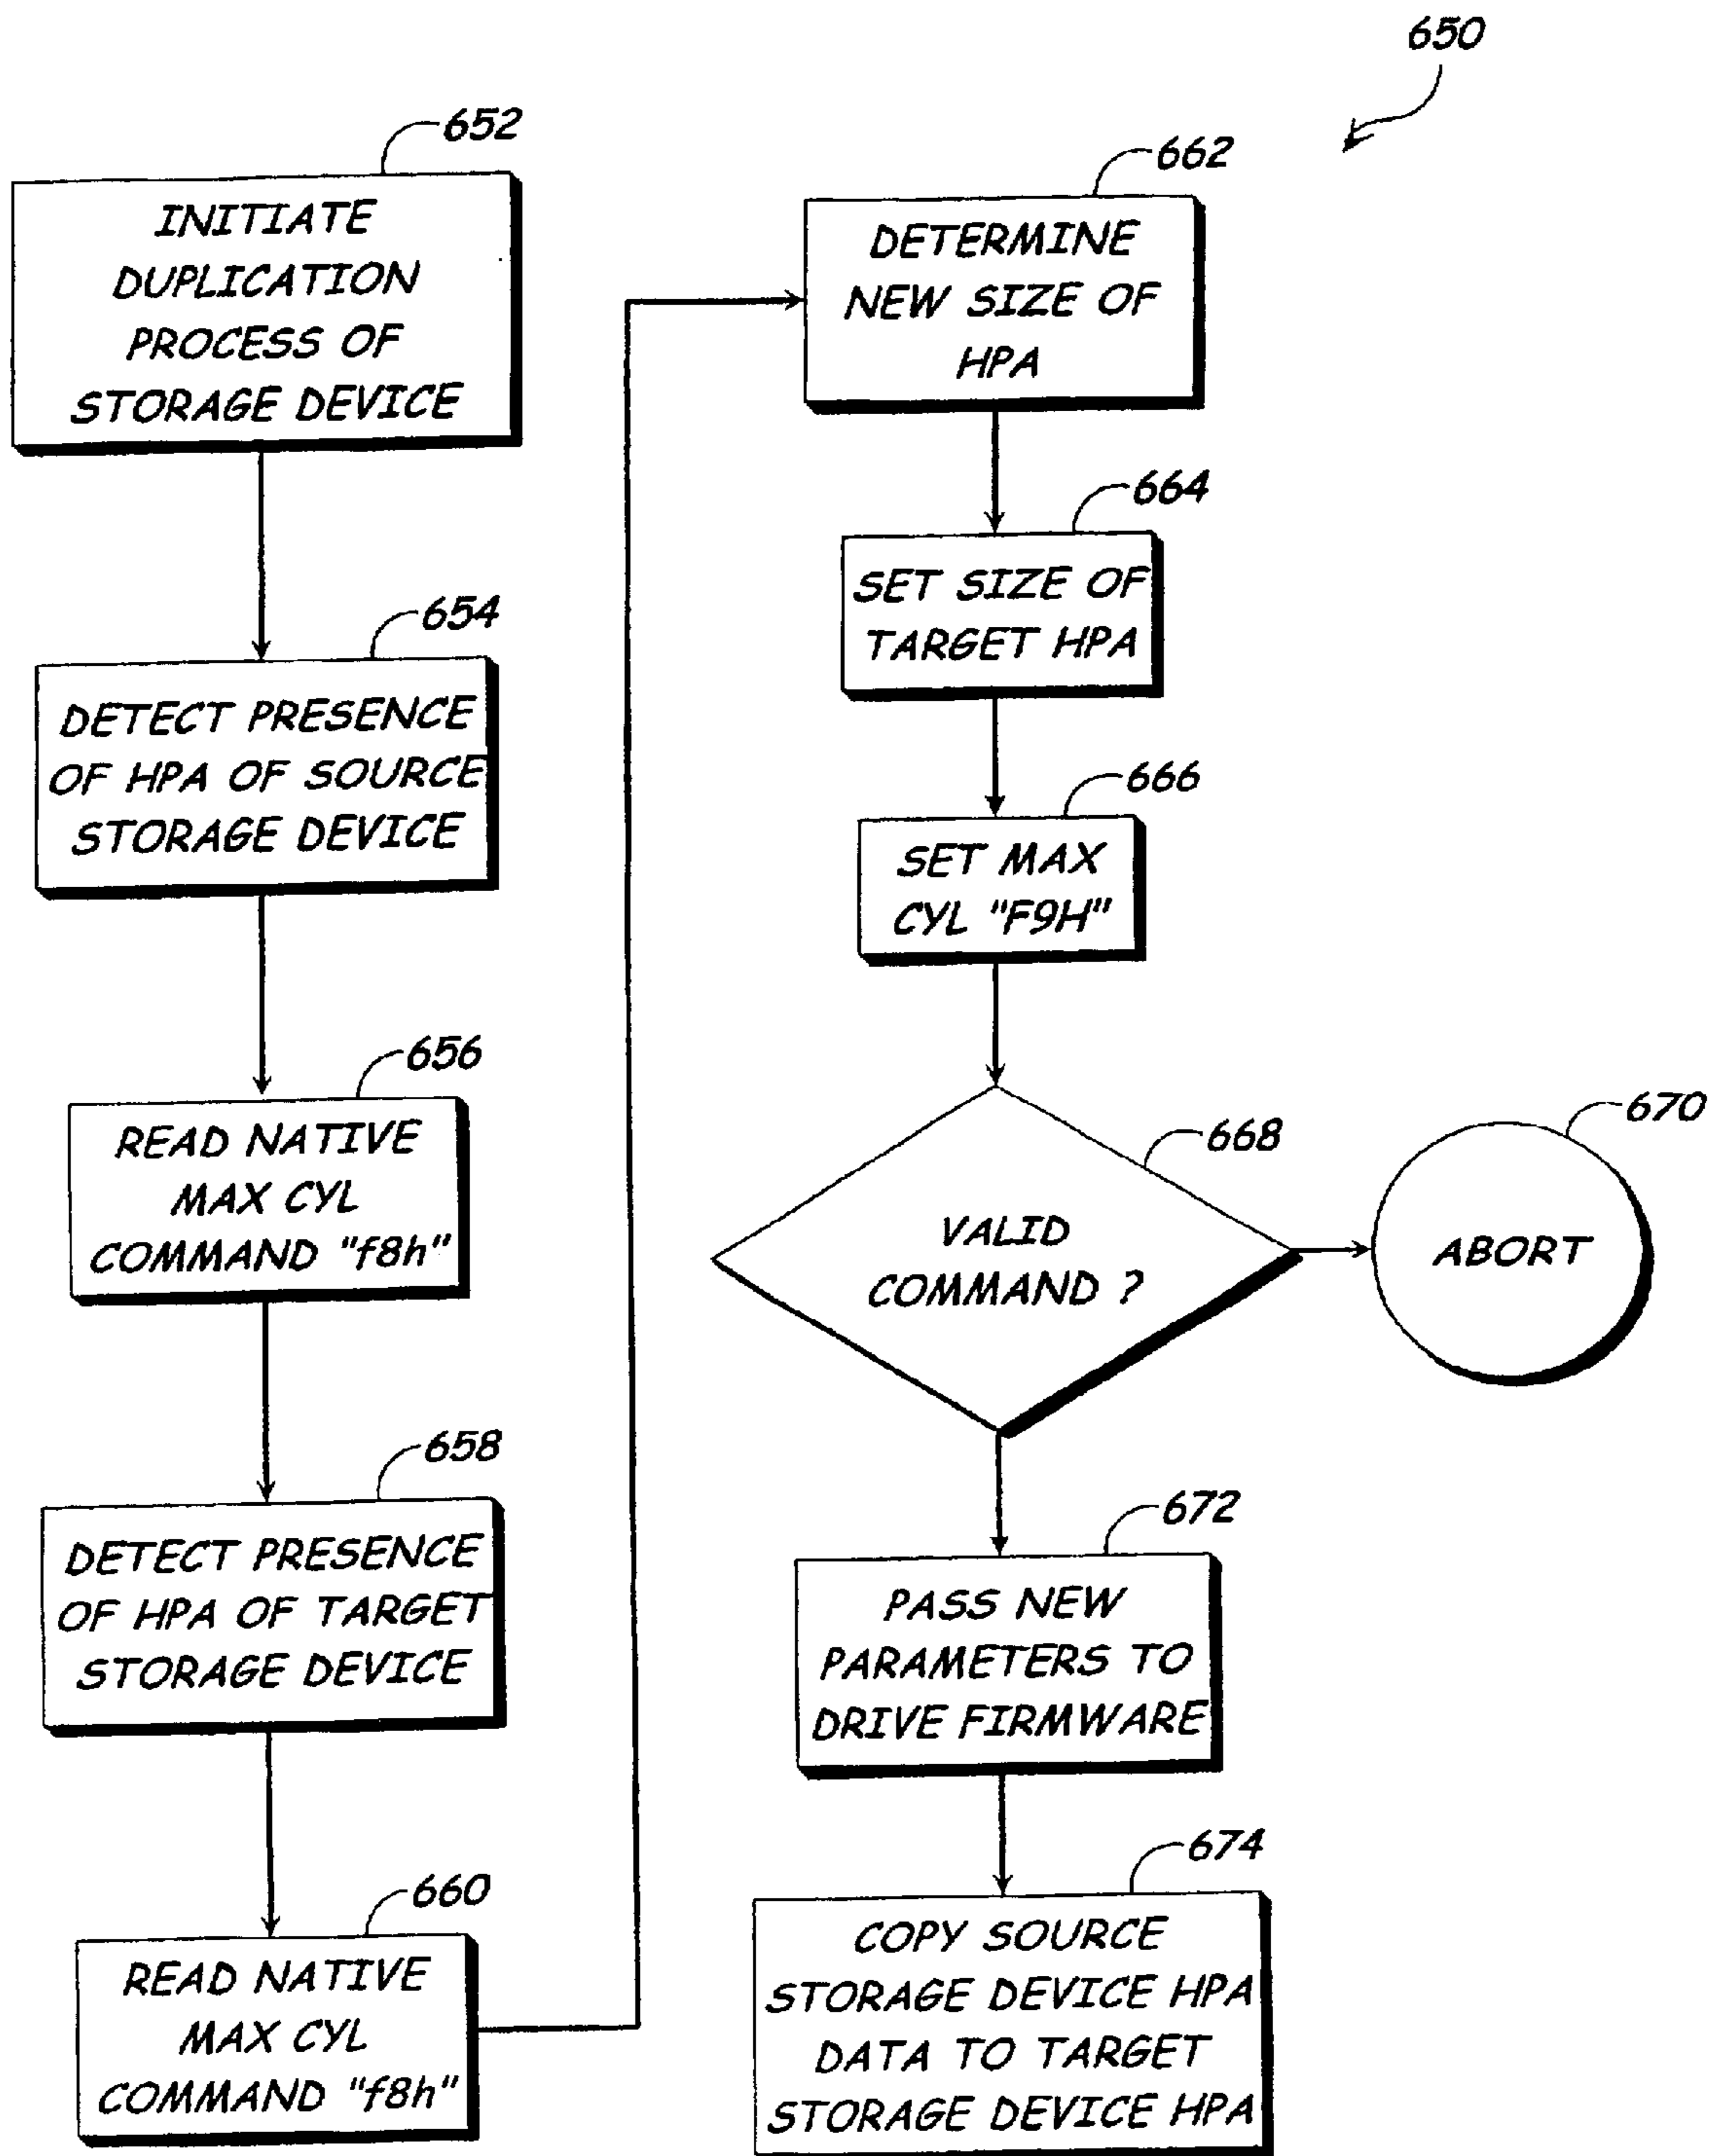 650
652
INITIATE
DUPLICATION
PROCESS OF
STORAGE DEVICE
654
DETECT PRESENCE
OF HPA OF SOURCE
STORAGE DEVICE
656
READ NATIVE
MAX CYL
COMMAND "f8h"
658
DETECT PRESENCE
OF HPA OF TARGET
STORAGE DEVICE
660
READ NATIVE
MAX CYL
COMMAND "f8h"
662
DETERMINE
NEW SIZE OF
HPA
664
SET SIZE OF
TARGET HPA
666
SET MAX
CYL "F9H"
668
VALID
COMMAND ?
670
ABORT
672
PASS NEW
PARAMETERS TO
DRIVE FIRMWARE
674
COPY SOURCE
STORAGE DEVICE HPA
DATA TO TARGET
STORAGE DEVICE HPA